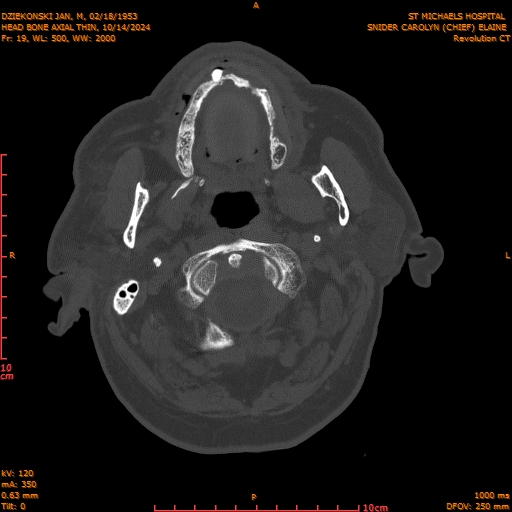 A
DZIEKONSKI JAN, M, 02/18/1953
HEAD BONE AXIAL THIN, 10/14/2024
Fr: 19, WL: 500, WW: 2000
ST MICHAELS HOSPITAL
SNIDER CAROLYN (CHIEF) ELAINE
Revolution CT
R
L
10
cm
kV: 120
mA: 350
0.63 mm
Tilt: 0
P
10cm
1000 ms
DFOV: 250 mm